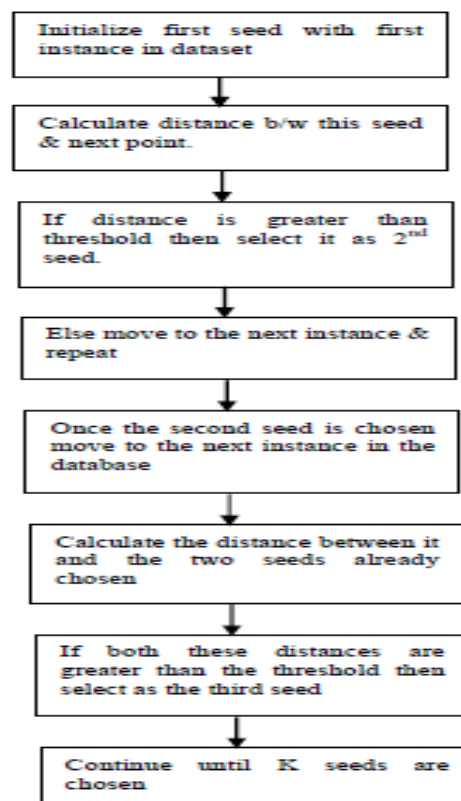 Initialize first seed with first
instance in dataset
Calculate distance b/w this seed
& next point.
If distance is greater than
threshold then select it as 2nd
seed.
Else move to the next instance &
repeat
Once the second seed is chosen
move to the next instance in the
database
Calculate the distance between it
and the two seeds already
chosen
If both these distances are
greater than the threshold then
select as the third seed
Continue until K seeds are
chosen